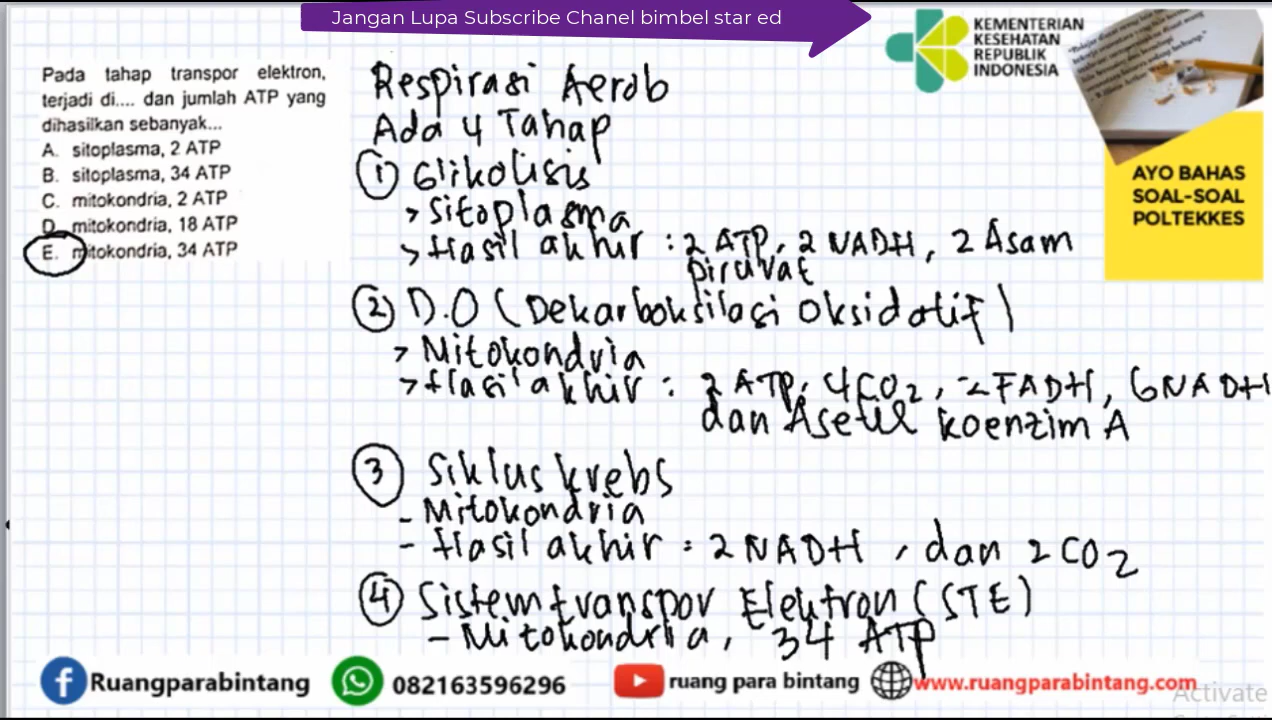 Jangan Lupa Subscribe Chanel bimbel star ed
KEMENTERIAN
KESEHATAN
REPUBLIK
INDONESIA
Pada tahap transpor elektron,
terjadi di.... dan jumlah ATP yang
dihasilkan sebanyak...
A. sitoplasma, 2 ATP
B. sitoplasma, 34 ATP
C. mitokondria, 2 ATP
D. mitokondria, 18 ATP
E. mitokondria, 34 ATP
Respirasi Aerob
Ada 4 Tahap
1 Glikolisis
> Sitoplasma
> Hasil akhir : 2 ATP, 2 NADH, 2 Asam
Piruvat
2 D.O (Dekarboksilasi Oksidatif)
> Mitokondria
> Hasil akhir : 2 ATP, 4CO2, 2 FADH, 6NADH
dan Asetil koenzim A
3 Siklus krebs
- Mitokondria
- Hasil akhir = 2 NADH , dan 2 CO2
4 Sistem transpor Elektron (STE)
- Mitokondria, 34 ATP
AYO BAHAS
SOAL-SOAL
POLTEKKES
Ruangparabintang
082163596296
ruang para bintang
www.ruangparabintang.com
Activate